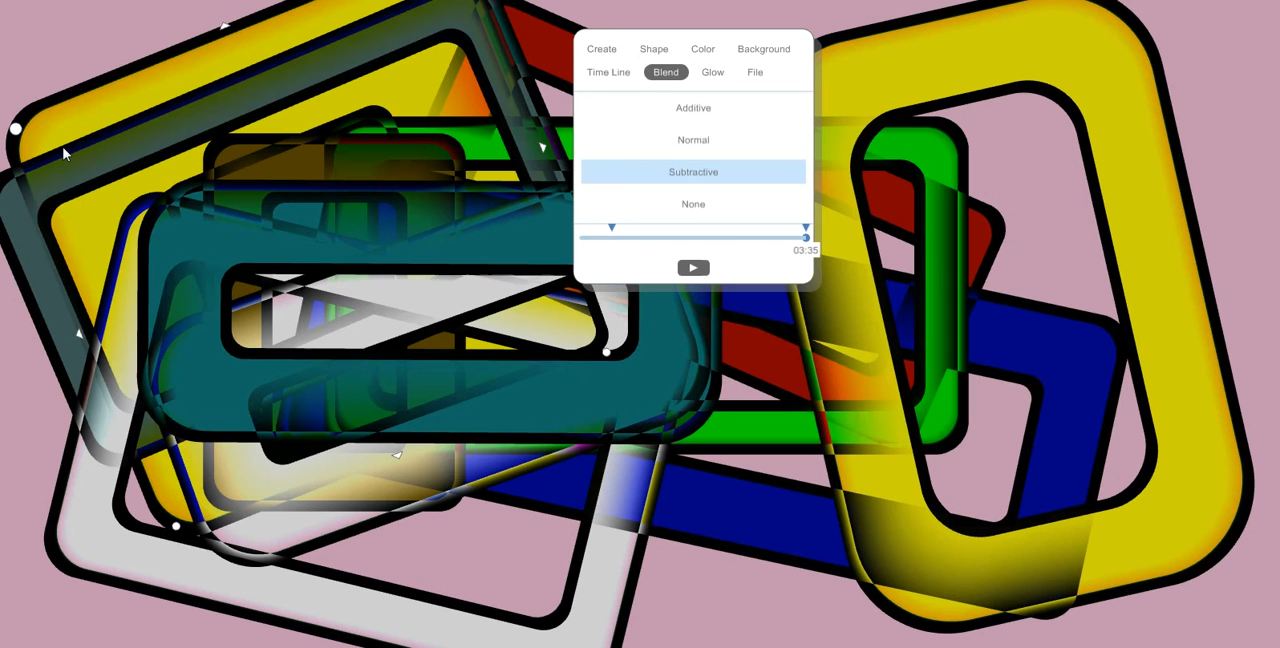 Create Shape Color Background
Time Line Blend Glow File
Additive
Normal
Subtractive
None
03:35